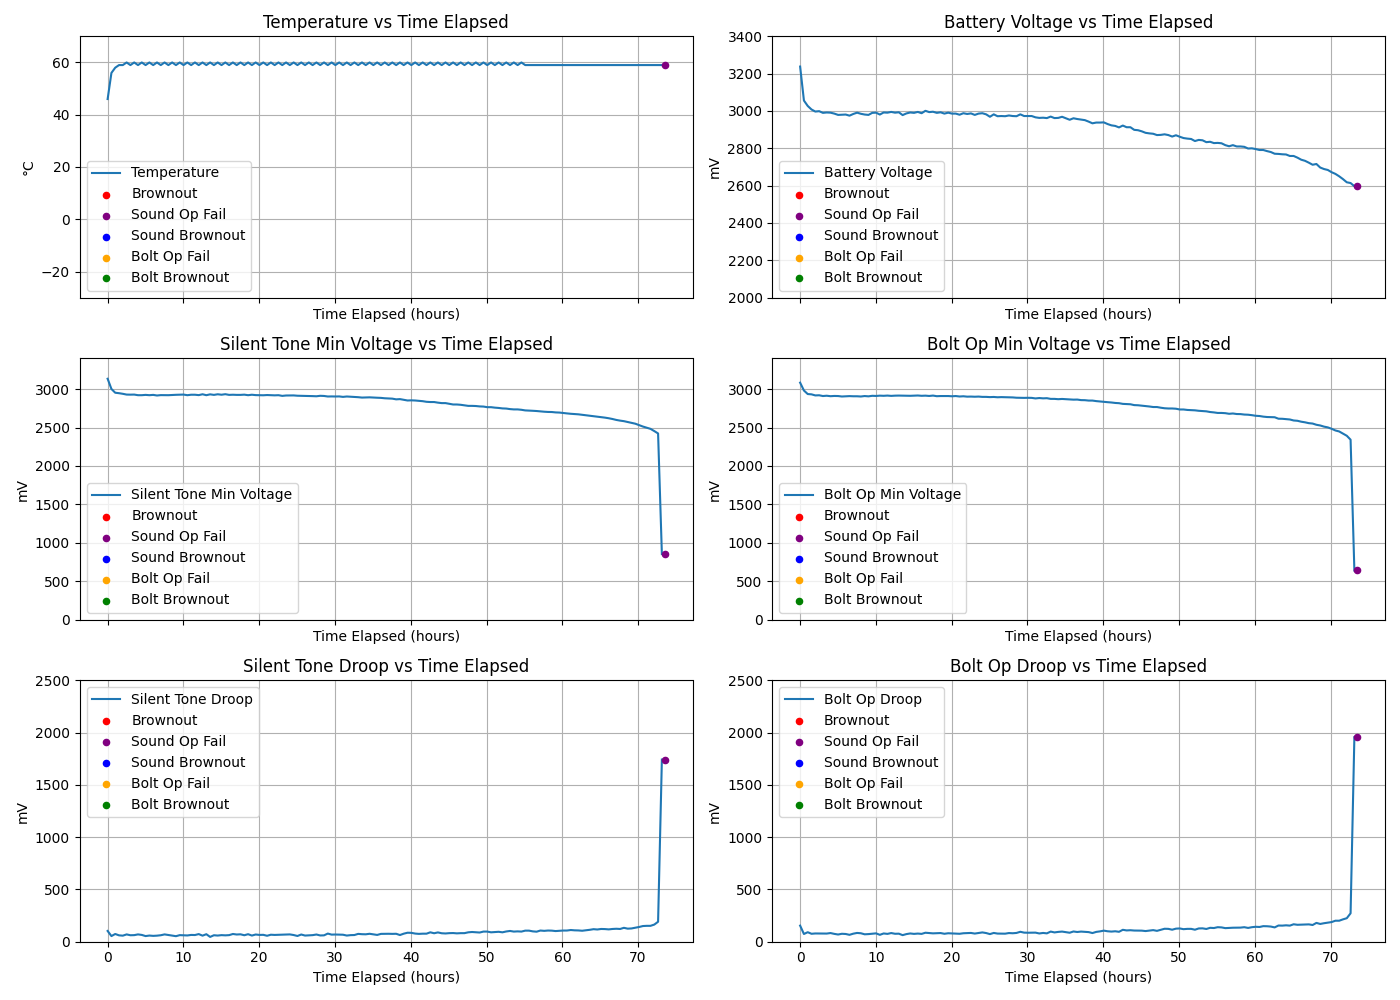 Temperature vs Time Elapsed
60
40
20
0
−20
°C
Temperature
Brownout
Sound Op Fail
Sound Brownout
Bolt Op Fail
Bolt Brownout
Time Elapsed (hours)
Battery Voltage vs Time Elapsed
3400
3200
3000
2800
2600
2400
2200
2000
mV
Battery Voltage
Brownout
Sound Op Fail
Sound Brownout
Bolt Op Fail
Bolt Brownout
Time Elapsed (hours)
Silent Tone Min Voltage vs Time Elapsed
3000
2500
2000
1500
1000
500
0
mV
Silent Tone Min Voltage
Brownout
Sound Op Fail
Sound Brownout
Bolt Op Fail
Bolt Brownout
Time Elapsed (hours)
Bolt Op Min Voltage vs Time Elapsed
3000
2500
2000
1500
1000
500
0
mV
Bolt Op Min Voltage
Brownout
Sound Op Fail
Sound Brownout
Bolt Op Fail
Bolt Brownout
Time Elapsed (hours)
Silent Tone Droop vs Time Elapsed
2500
2000
1500
1000
500
0
mV
Silent Tone Droop
Brownout
Sound Op Fail
Sound Brownout
Bolt Op Fail
Bolt Brownout
0 10 20 30 40 50 60 70
Time Elapsed (hours)
Bolt Op Droop vs Time Elapsed
2500
2000
1500
1000
500
0
mV
Bolt Op Droop
Brownout
Sound Op Fail
Sound Brownout
Bolt Op Fail
Bolt Brownout
0 10 20 30 40 50 60 70
Time Elapsed (hours)